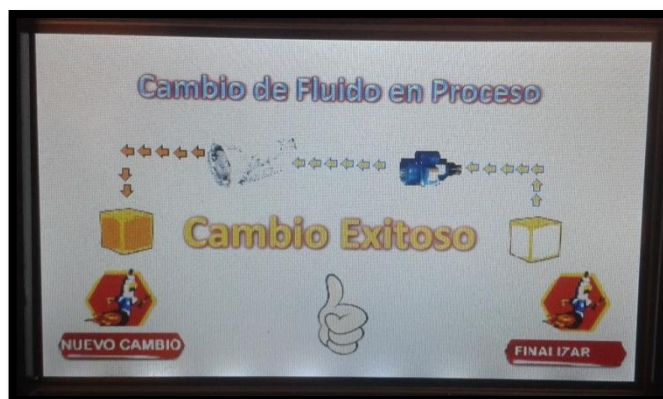 Cambio de Fluido en Proceso
Cambio Exitoso
NUEVO CAMBIO
FINALIZAR